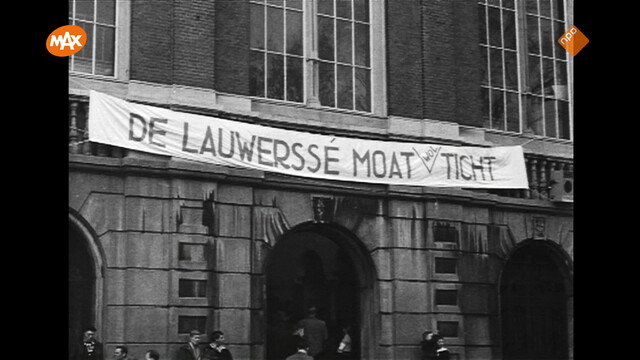 MAX
npo
DE LAUWERSSÉ MOAT WOL TICHT